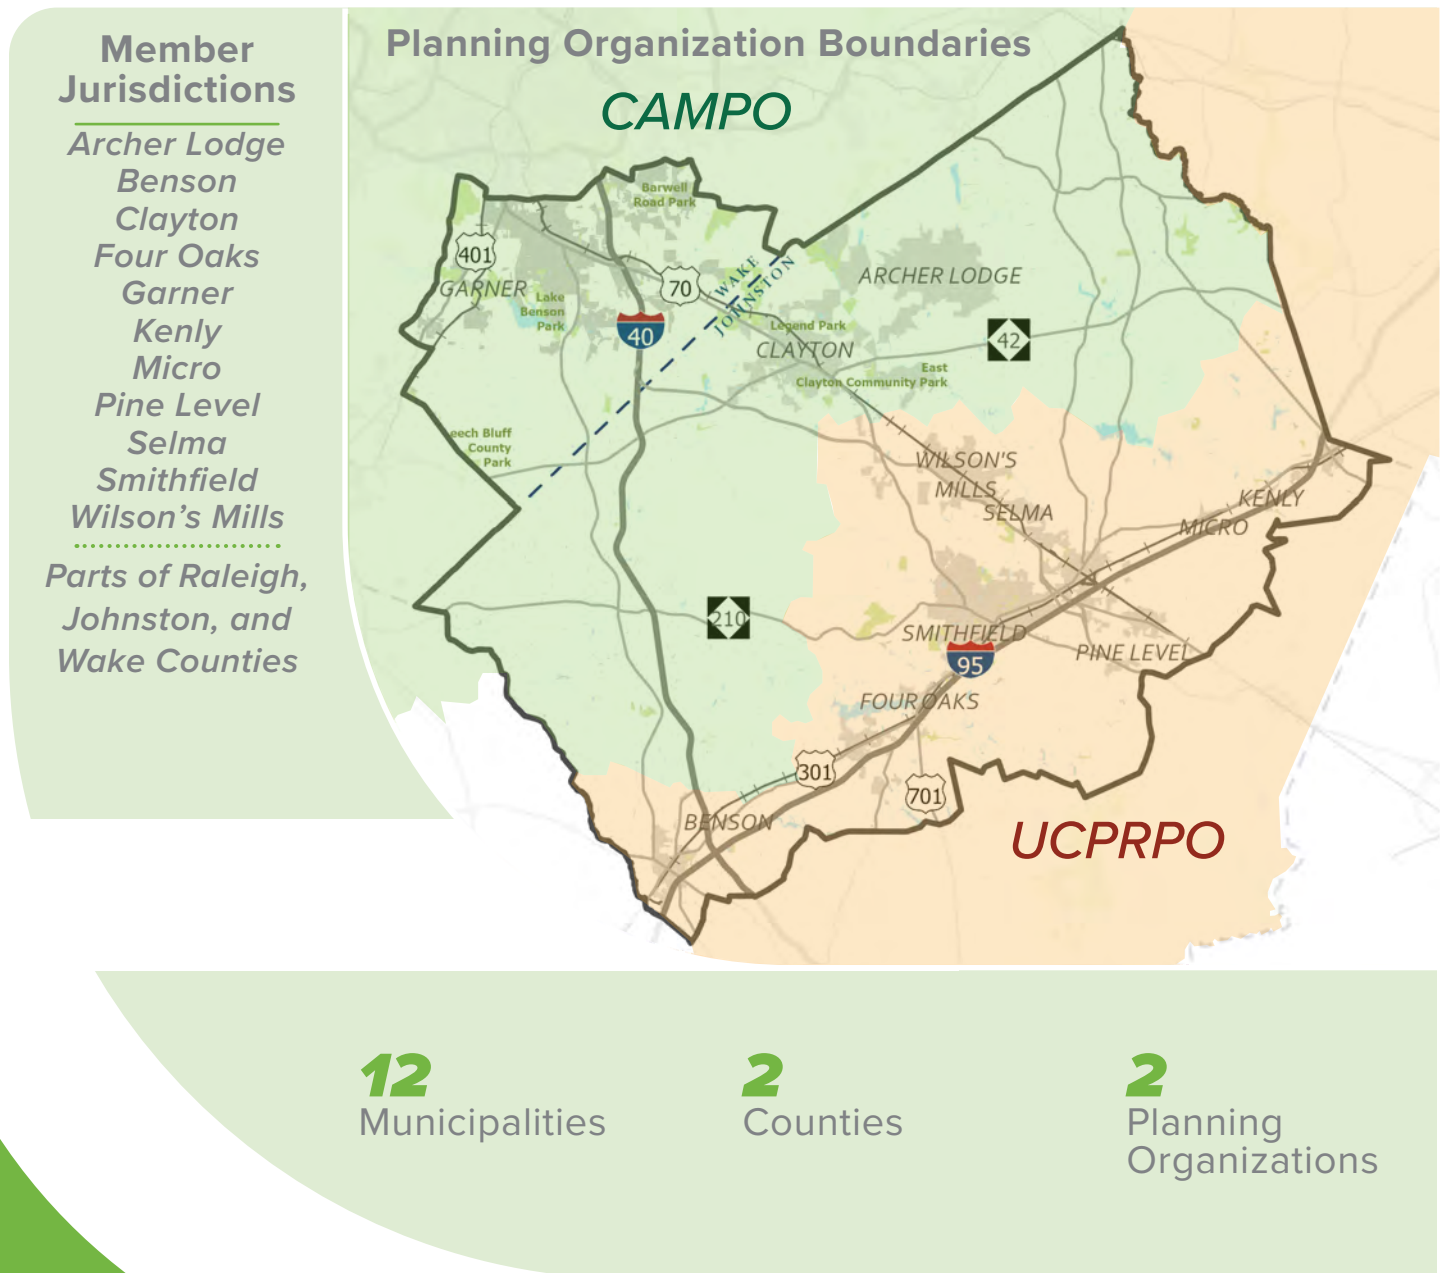 Member
Jurisdictions
Archer Lodge
Benson
Clayton
Four Oaks
Garner
Kenly
Micro
Pine Level
Selma
Smithfield
Wilson's Mills
Parts of Raleigh,
Johnston, and
Wake Counties
Planning Organization Boundaries
CAMPO
Barwell
Road Park
401
GARNER
Lake
Benson
Park
70
40
WAKE
JOHNSTON
ARCHER LODGE
Legend Park
CLAYTON
42
East
Clayton Community Park
eech Bluff
County
Park
WILSON'S
MILLS
SELMA
KENLY
MICRO
210
SMITHFIELD
95
PINE LEVEL
FOUR OAKS
301
701
BENSON
UCPRPO
12
Municipalities
2
Counties
2
Planning
Organizations